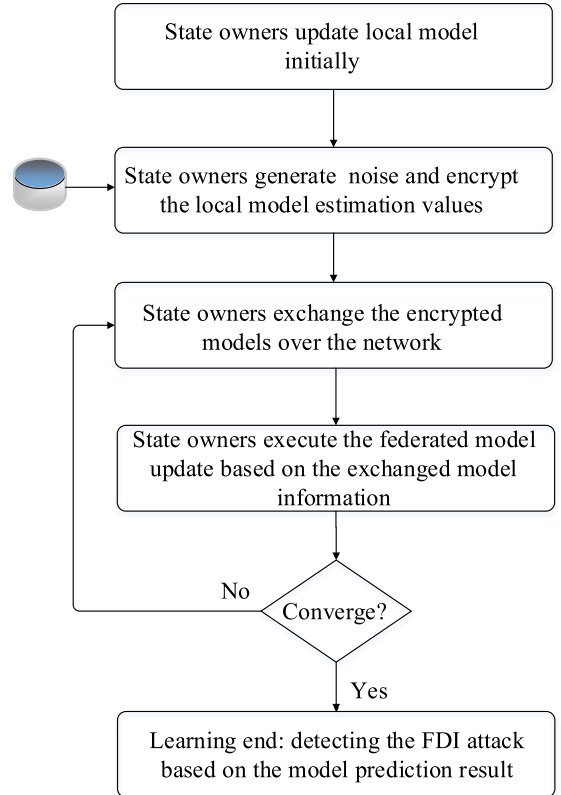 State owners update local model
initially
State owners generate noise and encrypt
the local model estimation values
State owners exchange the encrypted
models over the network
State owners execute the federated model
update based on the exchanged model
information
No
Converge?
Yes
Learning end: detecting the FDI attack
based on the model prediction result